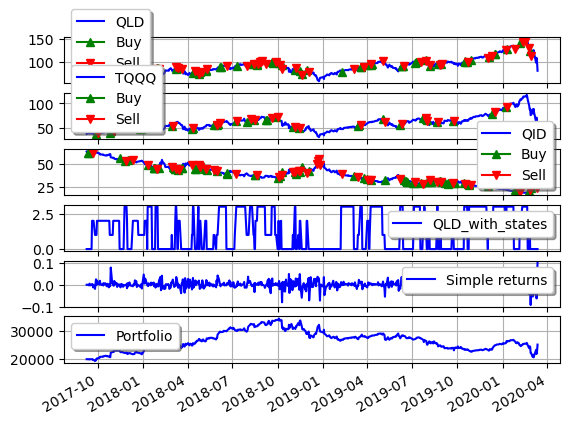 QLD
Buy
Sell
150
100
TQQQ
Buy
Sell
100
50
QID
Buy
Sell
50
25
QLD_with_states
2.5
0.0
Simple returns
0.1
0.0
−0.1
Portfolio
30000
20000
2017-10
2018-01
2018-04
2018-07
2018-10
2019-01
2019-04
2019-07
2019-10
2020-01
2020-04